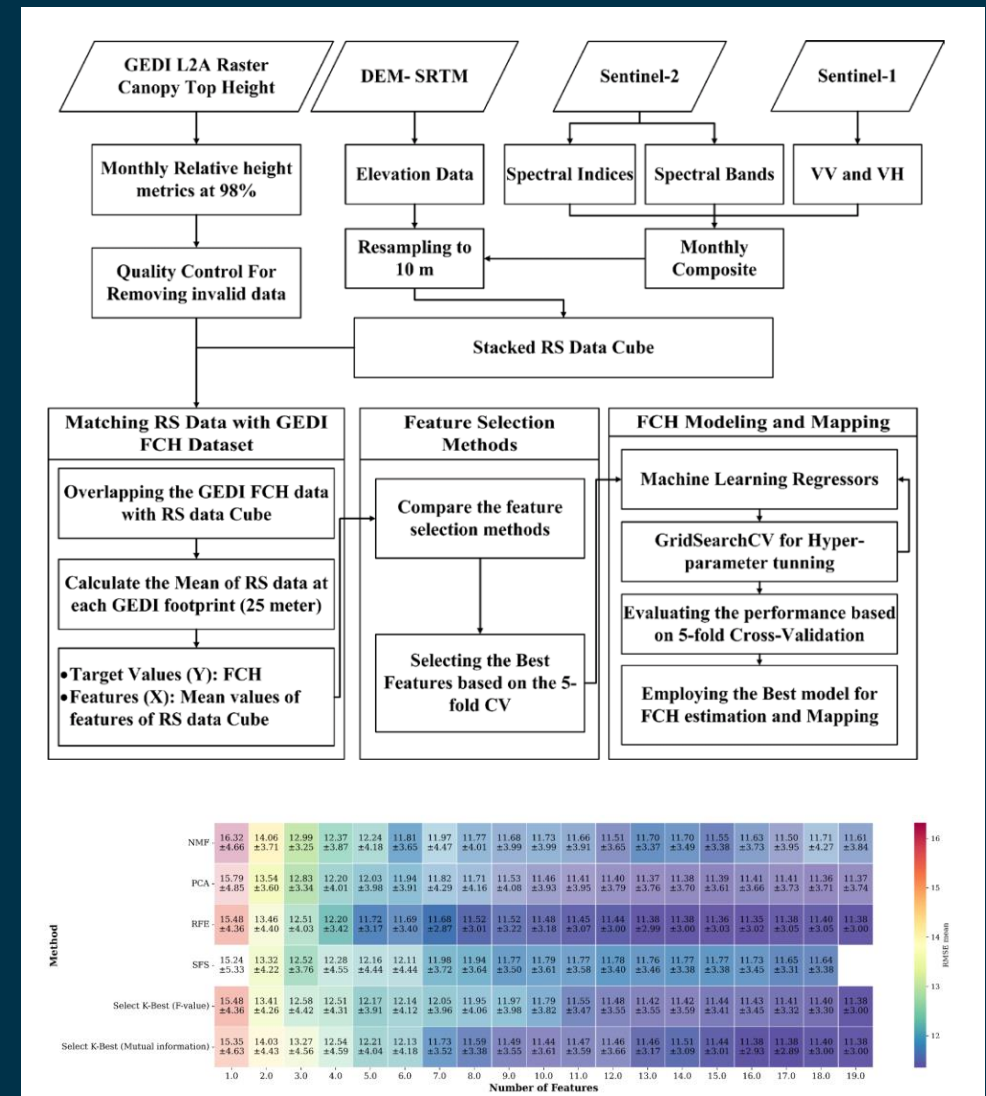 GEDI L2A Raster
Canopy Top Height
DEM- SRTM
Sentinel-2
Sentinel-1
Monthly Relative height
metrics at 98%
Elevation Data
Spectral Indices
Spectral Bands
VV and VH
Quality Control For
Removing invalid data
Resampling to
10 m
Monthly
Composite
Stacked RS Data Cube
Matching RS Data with GEDI
FCH Dataset
Overlapping the GEDI FCH data
with RS data Cube
Calculate the Mean of RS data at
each GEDI footprint (25 meter)
•Target Values (Y): FCH
•Features (X): Mean values of
features of RS data Cube
Feature Selection
Methods
Compare the feature
selection methods
Selecting the Best
Features based on the 5-
fold CV
FCH Modeling and Mapping
Machine Learning Regressors
GridSearchCV for Hyper-
parameter tunning
Evaluating the performance based
on 5-fold Cross-Validation
Employing the Best model for
FCH estimation and Mapping
Method
NMF
16.32 14.06 12.99 12.37 12.24 11.81 11.97 11.77 11.68 11.73 11.66 11.51 11.70 11.70 11.55 11.63 11.50 11.71 11.61
±4.66 ±3.71 ±3.25 ±3.87 ±4.18 ±3.65 ±4.47 ±4.01 ±3.99 ±3.99 ±3.91 ±3.65 ±3.37 ±3.49 ±3.38 ±3.73 ±3.95 ±4.27 ±3.84
PCA
15.79 13.54 12.83 12.20 12.03 11.94 11.82 11.71 11.53 11.46 11.41 11.40 11.37 11.38 11.39 11.41 11.41 11.36 11.37
±4.85 ±3.60 ±3.34 ±4.01 ±3.98 ±3.91 ±4.29 ±4.16 ±4.08 ±3.93 ±3.95 ±3.79 ±3.76 ±3.70 ±3.61 ±3.66 ±3.73 ±3.71 ±3.74
RFE
15.48 13.46 12.51 12.20 11.72 11.69 11.68 11.52 11.52 11.48 11.45 11.44 11.38 11.38 11.36 11.35 11.38 11.40 11.38
±4.36 ±4.40 ±4.03 ±3.42 ±3.17 ±3.40 ±2.87 ±3.01 ±3.22 ±3.18 ±3.07 ±3.00 ±2.99 ±3.00 ±3.03 ±3.02 ±3.05 ±3.05 ±3.00
SFS
15.24 13.32 12.52 12.28 12.16 12.11 11.98 11.94 11.77 11.79 11.77 11.78 11.76 11.77 11.77 11.73 11.65 11.64
±5.33 ±4.22 ±3.76 ±4.55 ±4.44 ±4.44 ±3.72 ±3.64 ±3.50 ±3.61 ±3.58 ±3.40 ±3.46 ±3.38 ±3.38 ±3.45 ±3.31 ±3.38
Select K-Best (F-value)
15.48 13.41 12.58 12.51 12.17 12.14 12.05 11.95 11.97 11.79 11.55 11.48 11.42 11.42 11.44 11.43 11.41 11.40 11.38
±4.36 ±4.26 ±4.42 ±4.31 ±3.91 ±4.12 ±3.96 ±4.06 ±3.98 ±3.82 ±3.47 ±3.55 ±3.55 ±3.59 ±3.41 ±3.45 ±3.32 ±3.30 ±3.00
Select K-Best (Mutual information)
15.35 14.03 13.27 12.54 12.21 12.13 11.73 11.59 11.49 11.44 11.47 11.46 11.46 11.51 11.44 11.38 11.38 11.40 11.38
±4.63 ±4.43 ±4.56 ±4.59 ±4.04 ±4.18 ±3.52 ±3.38 ±3.55 ±3.61 ±3.59 ±3.66 ±3.17 ±3.09 ±3.01 ±2.93 ±2.89 ±3.00 ±3.00
1.0 2.0 3.0 4.0 5.0 6.0 7.0 8.0 9.0 10.0 11.0 12.0 13.0 14.0 15.0 16.0 17.0 18.0 19.0
Number of Features
16
15
14
13
12
RMSE mean